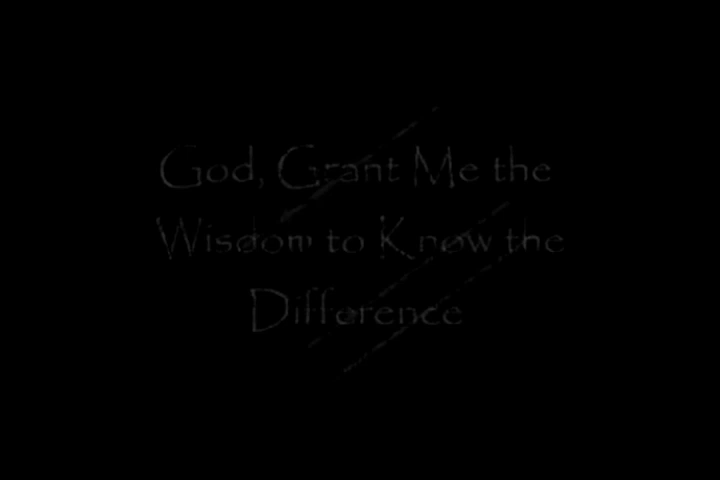 God, Grant Me the
Wisdom to Know the
Difference